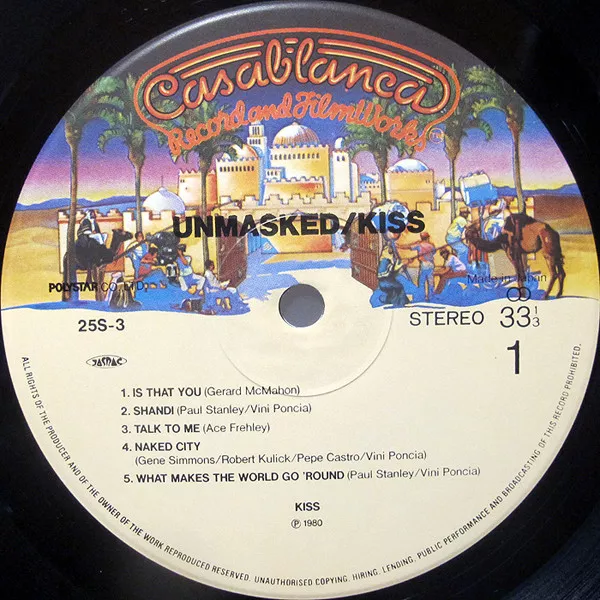 Casablanca
Record and FilmWorks
UNMASKED/KISS
POLYSTAR CO., LTD.
Made in Japan
25S-3
STEREO 33 1/3
JASRAC
1
1. IS THAT YOU (Gerard McMahon)
2. SHANDI (Paul Stanley/Vini Poncia)
3. TALK TO ME (Ace Frehley)
4. NAKED CITY
(Gene Simmons/Robert Kulick/Pepe Castro/Vini Poncia)
5. WHAT MAKES THE WORLD GO 'ROUND (Paul Stanley/Vini Poncia)
KISS
Ⓟ 1980
ALL RIGHTS OF THE PRODUCER AND OF THE OWNER OF THE WORK REPRODUCED RESERVED. UNAUTHORISED COPYING. HIRING. LENDING. PUBLIC PERFORMANCE AND BROADCASTING OF THIS RECORD PROHIBITED.